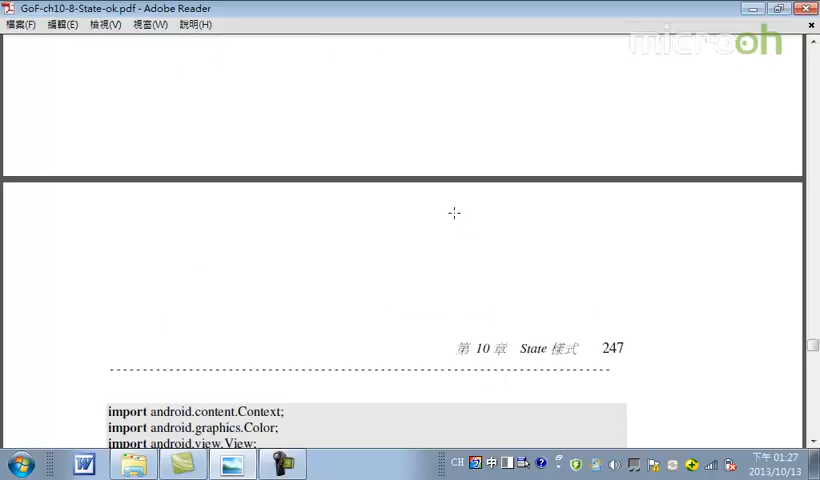 GoF-ch10-8-State-ok.pdf - Adobe Reader
檔案(F) 編輯(E) 檢視(V) 視窗(W) 說明(H)
microoh
第 10 章 State 樣式 247
import android.content.Context;
import android.graphics.Color;
import android.view.View;
CH 中
下午 01:27
2013/10/13